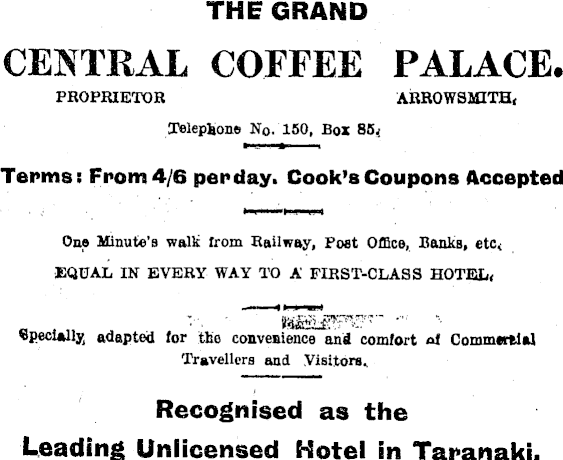 THE GRAND
CENTRAL COFFEE PALACE.
PROPRIETOR ARROWSMITH.
Telephone No. 150, Box 85.
Terms: From 4/6 per day. Cook's Coupons Accepted
One Minute's walk from Railway, Post Office, Banks, etc.
EQUAL IN EVERY WAY TO A FIRST-CLASS HOTEL.
Specially adapted for the convenience and comfort of Commercial
Travellers and Visitors.
Recognised as the
Leading Unlicensed Hotel in Taranaki.